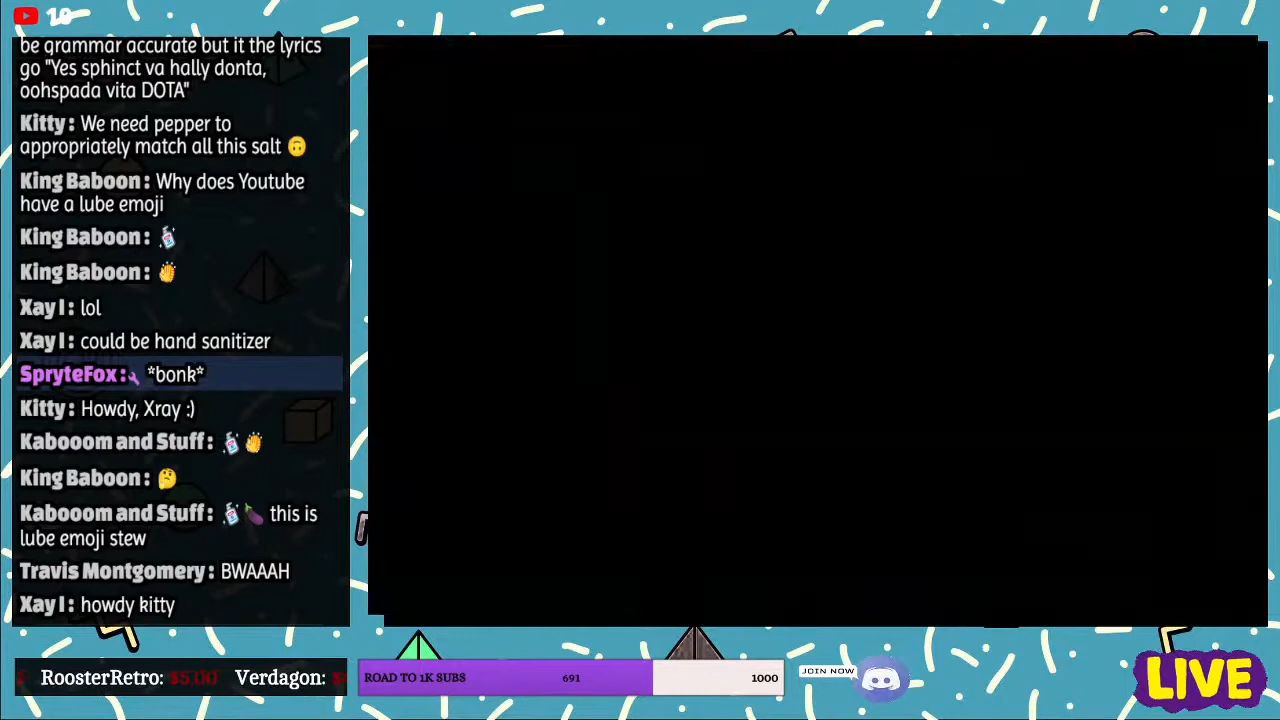 10
be grammar accurate but it the lyrics
go "Yes sphinct va hally donta,
oohspada vita DOTA"
Kitty: We need pepper to
appropriately match all this salt 🙃
King Baboon: Why does Youtube
have a lube emoji
King Baboon: 🧴
King Baboon: 👏
Xay I: lol
Xay I: could be hand sanitizer
SpryteFox: *bonk*
Kitty: Howdy, Xray :)
Kabooom and Stuff: 🧴👏
King Baboon: 🤔
Kabooom and Stuff: 🧴🍆 this is
lube emoji stew
Travis Montgomery: BWAAAH
Xay I: howdy kitty
RoosterRetro: $5.00 Verdagon: $
ROAD TO 1K SUBS 691 1000
JOIN NOW
LIVE